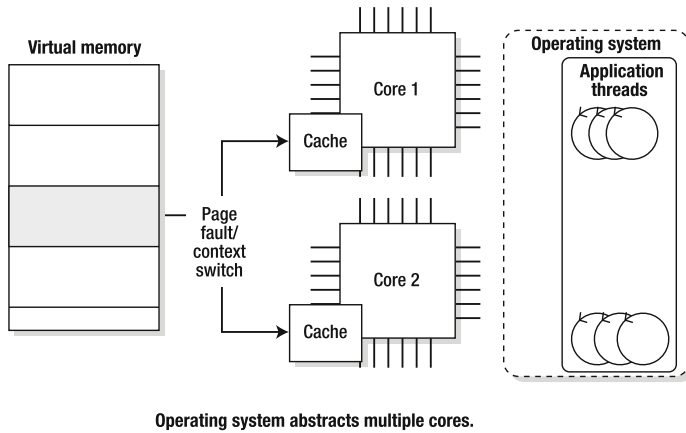 Virtual memory
Page
fault/
context
switch
Core 1
Cache
Core 2
Cache
Operating system
Application
threads
Operating system abstracts multiple cores.